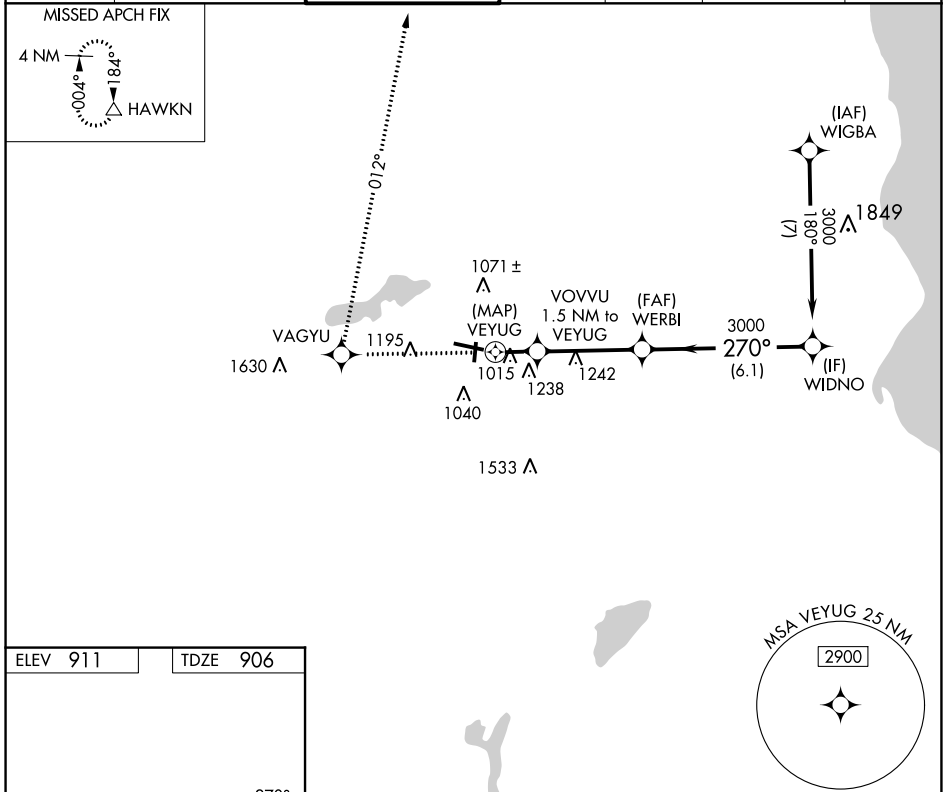 MISSED APCH FIX
4 NM
004°
184°
HAWKN
012°
(IAF)
WIGBA
3000
180°
(7)
1849
1071 ±
(MAP)
VEYUG
VOVVU
1.5 NM to
VEYUG
(FAF)
WERBI
3000
270°
(6.1)
(IF)
WIDNO
VAGYU
1195
1630
1015
1238
1242
1040
1533
MSA VEYUG 25 NM
2900
ELEV 911
TDZE 906